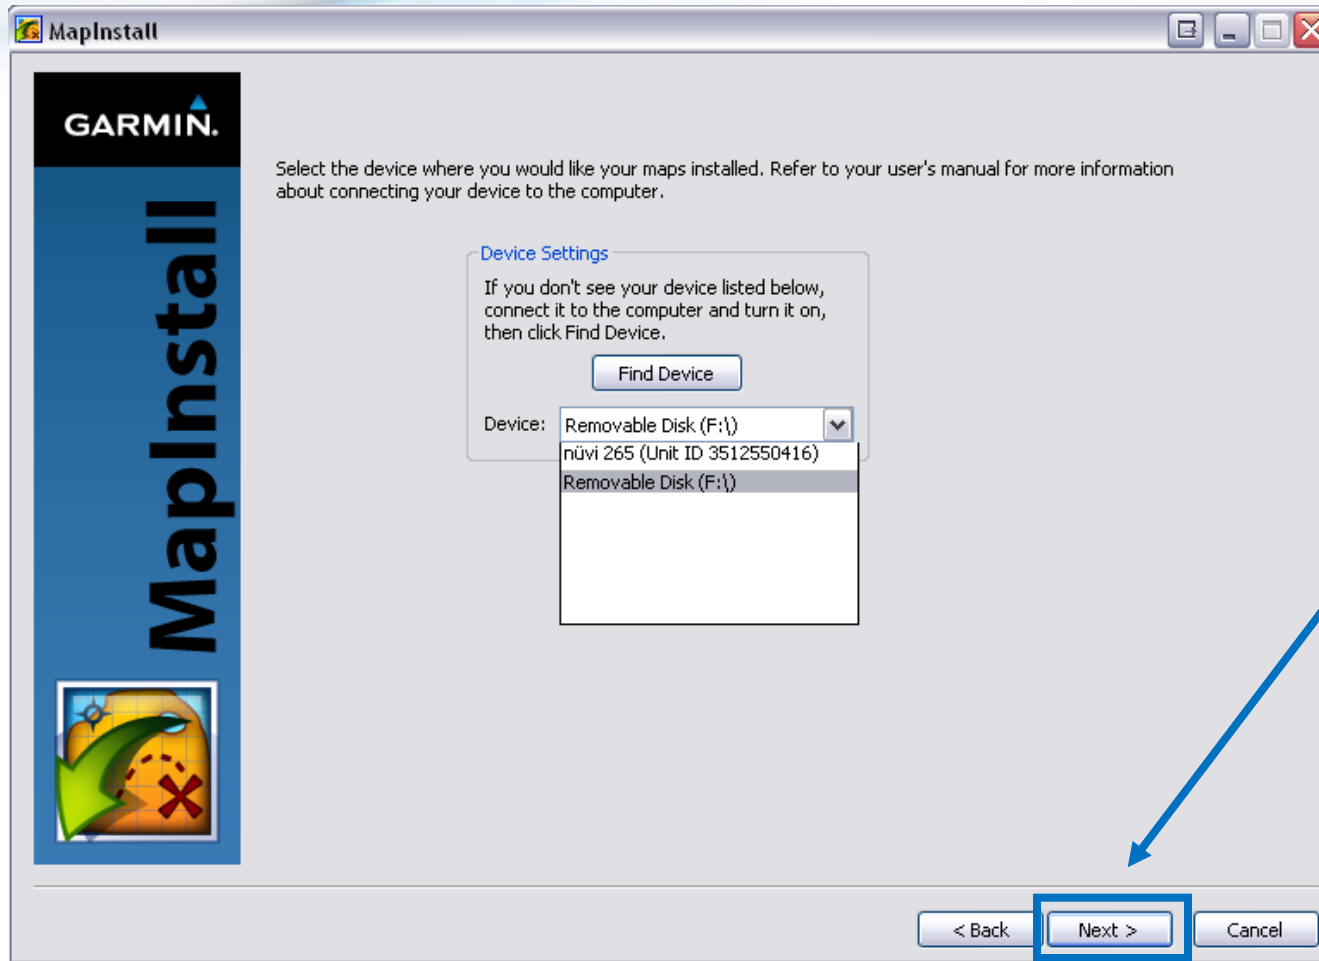 MapInstall
GARMIN.
MapInstall
Select the device where you would like your maps installed. Refer to your user's manual for more information
about connecting your device to the computer.
Device Settings
If you don't see your device listed below,
connect it to the computer and turn it on,
then click Find Device.
Find Device
Device: Removable Disk (F:\)
nüvi 265 (Unit ID 3512550416)
Removable Disk (F:\)
< Back Next > Cancel